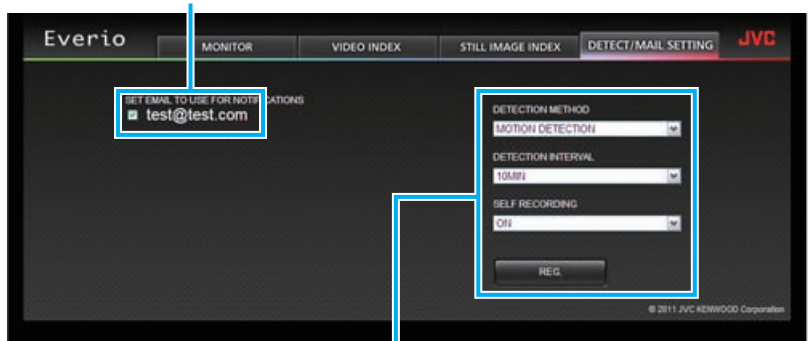 Everio
MONITOR
VIDEO INDEX
STILL IMAGE INDEX
DETECT/MAIL SETTING
JVC
SET EMAIL TO USE FOR NOTIFICATIONS
test@test.com
DETECTION METHOD
MOTION DETECTION
DETECTION INTERVAL
10MIN
SELF RECORDING
ON
REG.
© 2011 JVC KENWOOD Corporation